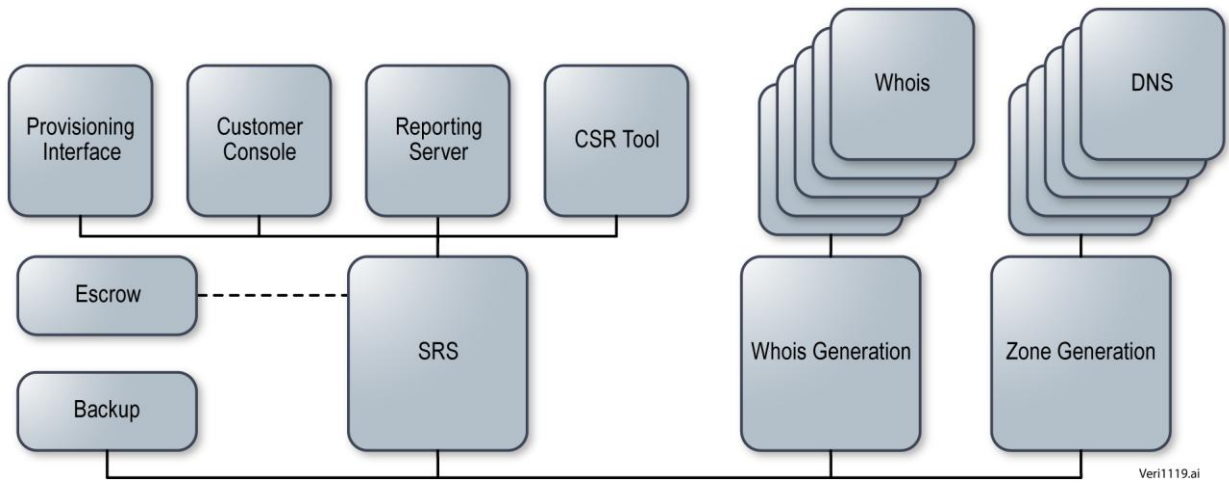 Provisioning
Interface
Customer
Console
Reporting
Server
CSR Tool
Whois
DNS
Escrow
SRS
Whois Generation
Zone Generation
Backup
Veri1119.ai